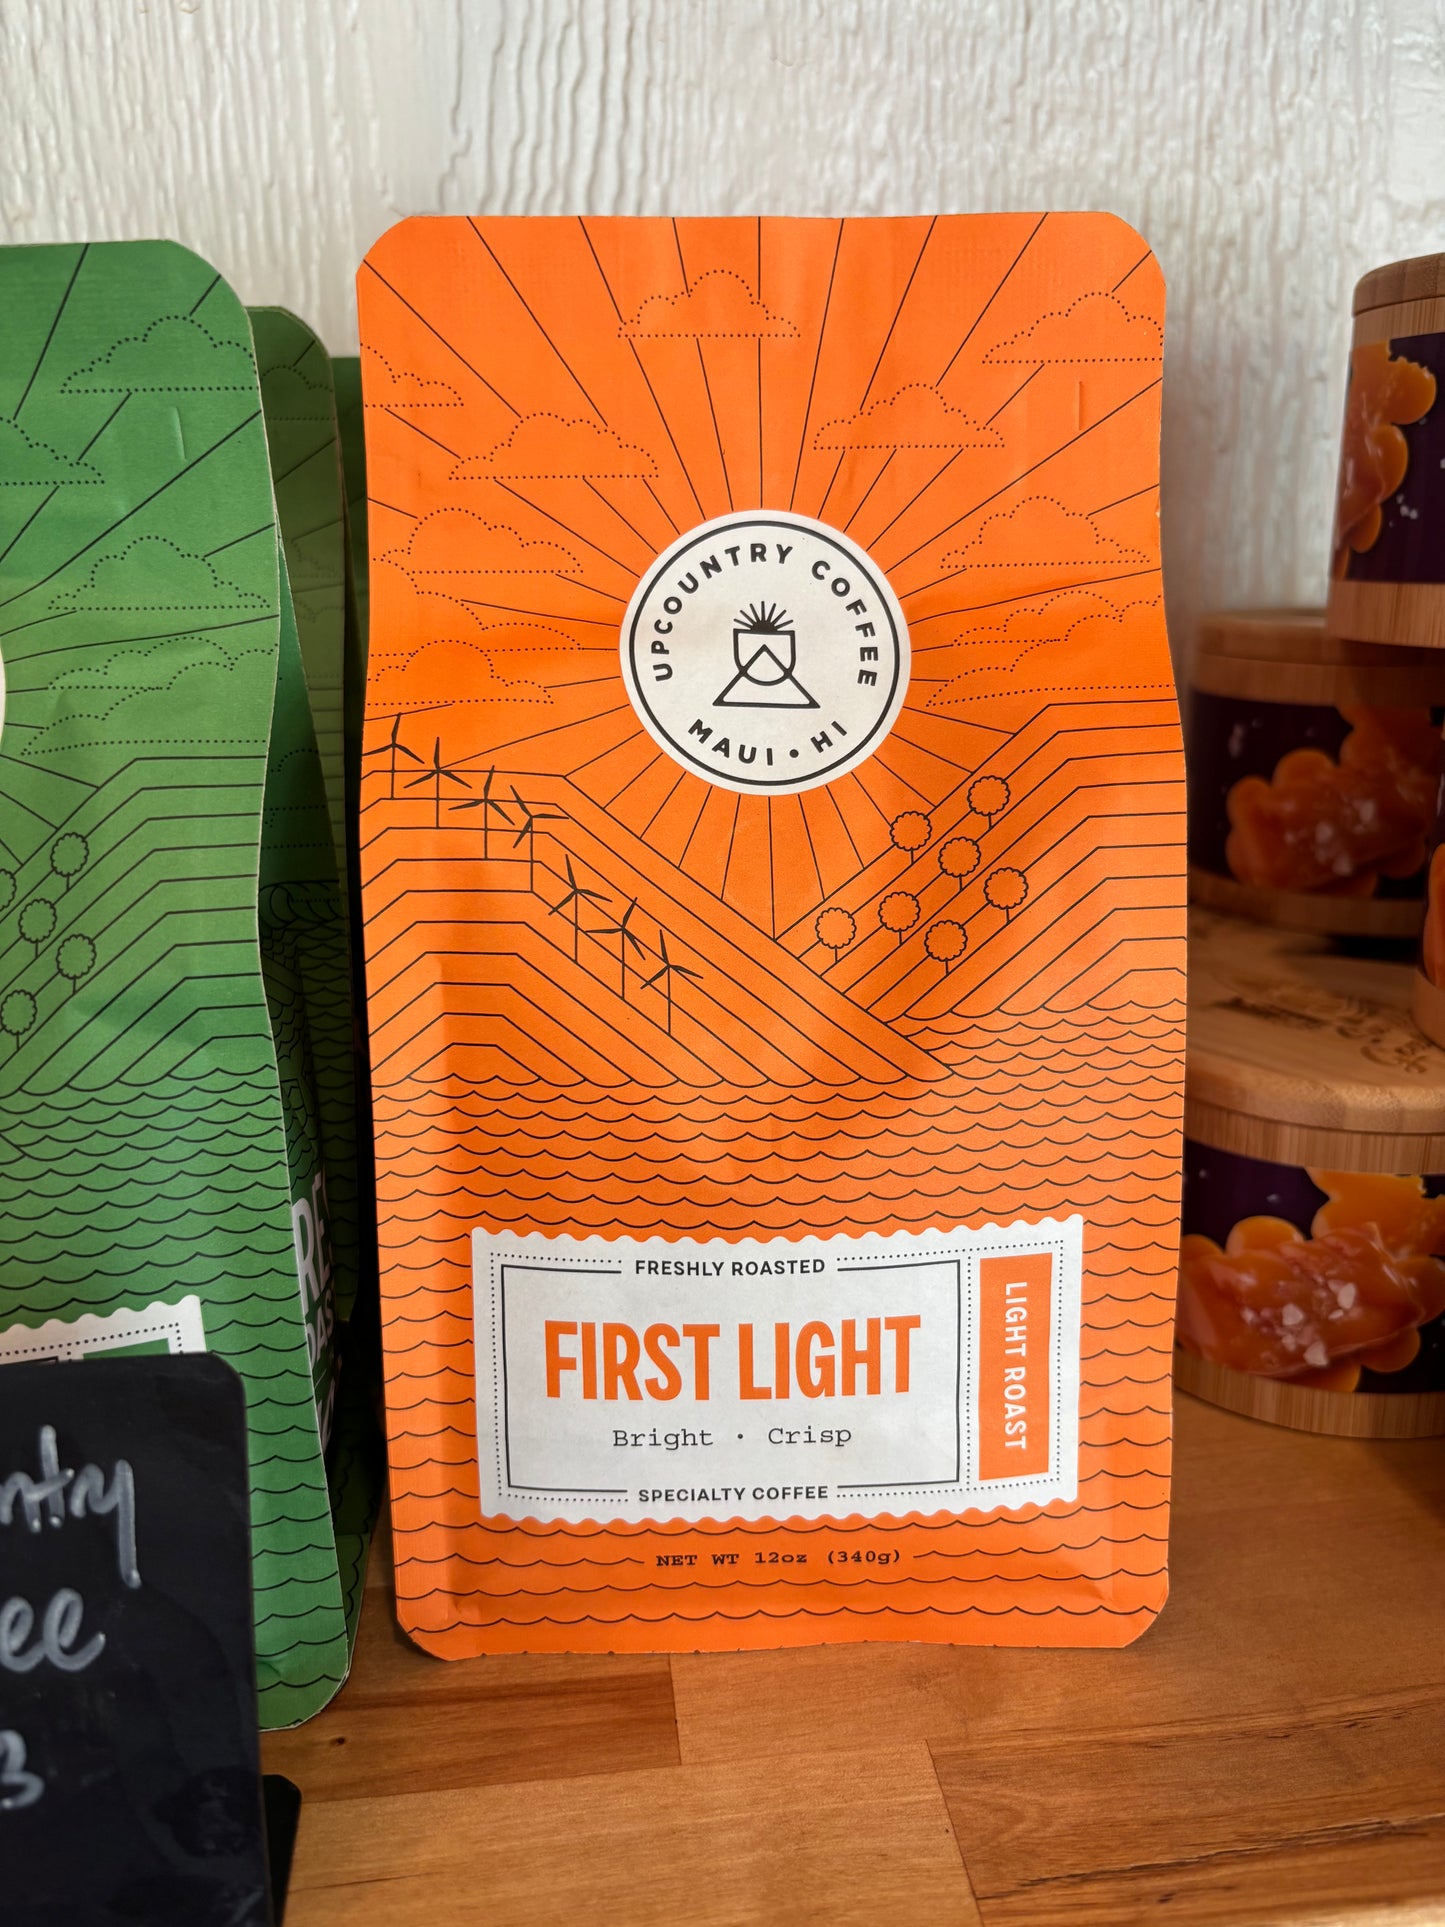 UPCOUNTRY COFFEE
MAUI • HI
FRESHLY ROASTED
FIRST LIGHT
Bright · Crisp
SPECIALTY COFFEE
LIGHT ROAST
NET WT 12oz (340g)